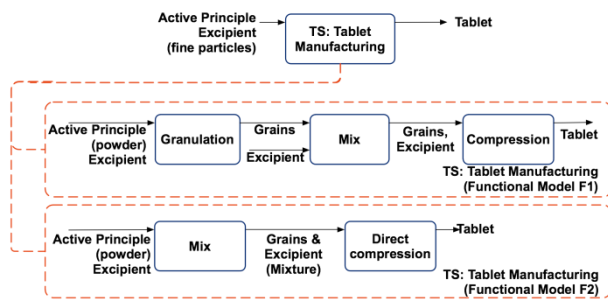 Active Principle
Excipient
(fine particles)
TS: Tablet
Manufacturing
Tablet
Active Principle
(powder)
Excipient
Granulation
Grains
Excipient
Mix
Grains,
Excipient
Compression
Tablet
TS: Tablet Manufacturing
(Functional Model F1)
Active Principle
(powder)
Excipient
Mix
Grains &
Excipient
(Mixture)
Direct
compression
Tablet
TS: Tablet Manufacturing
(Functional Model F2)